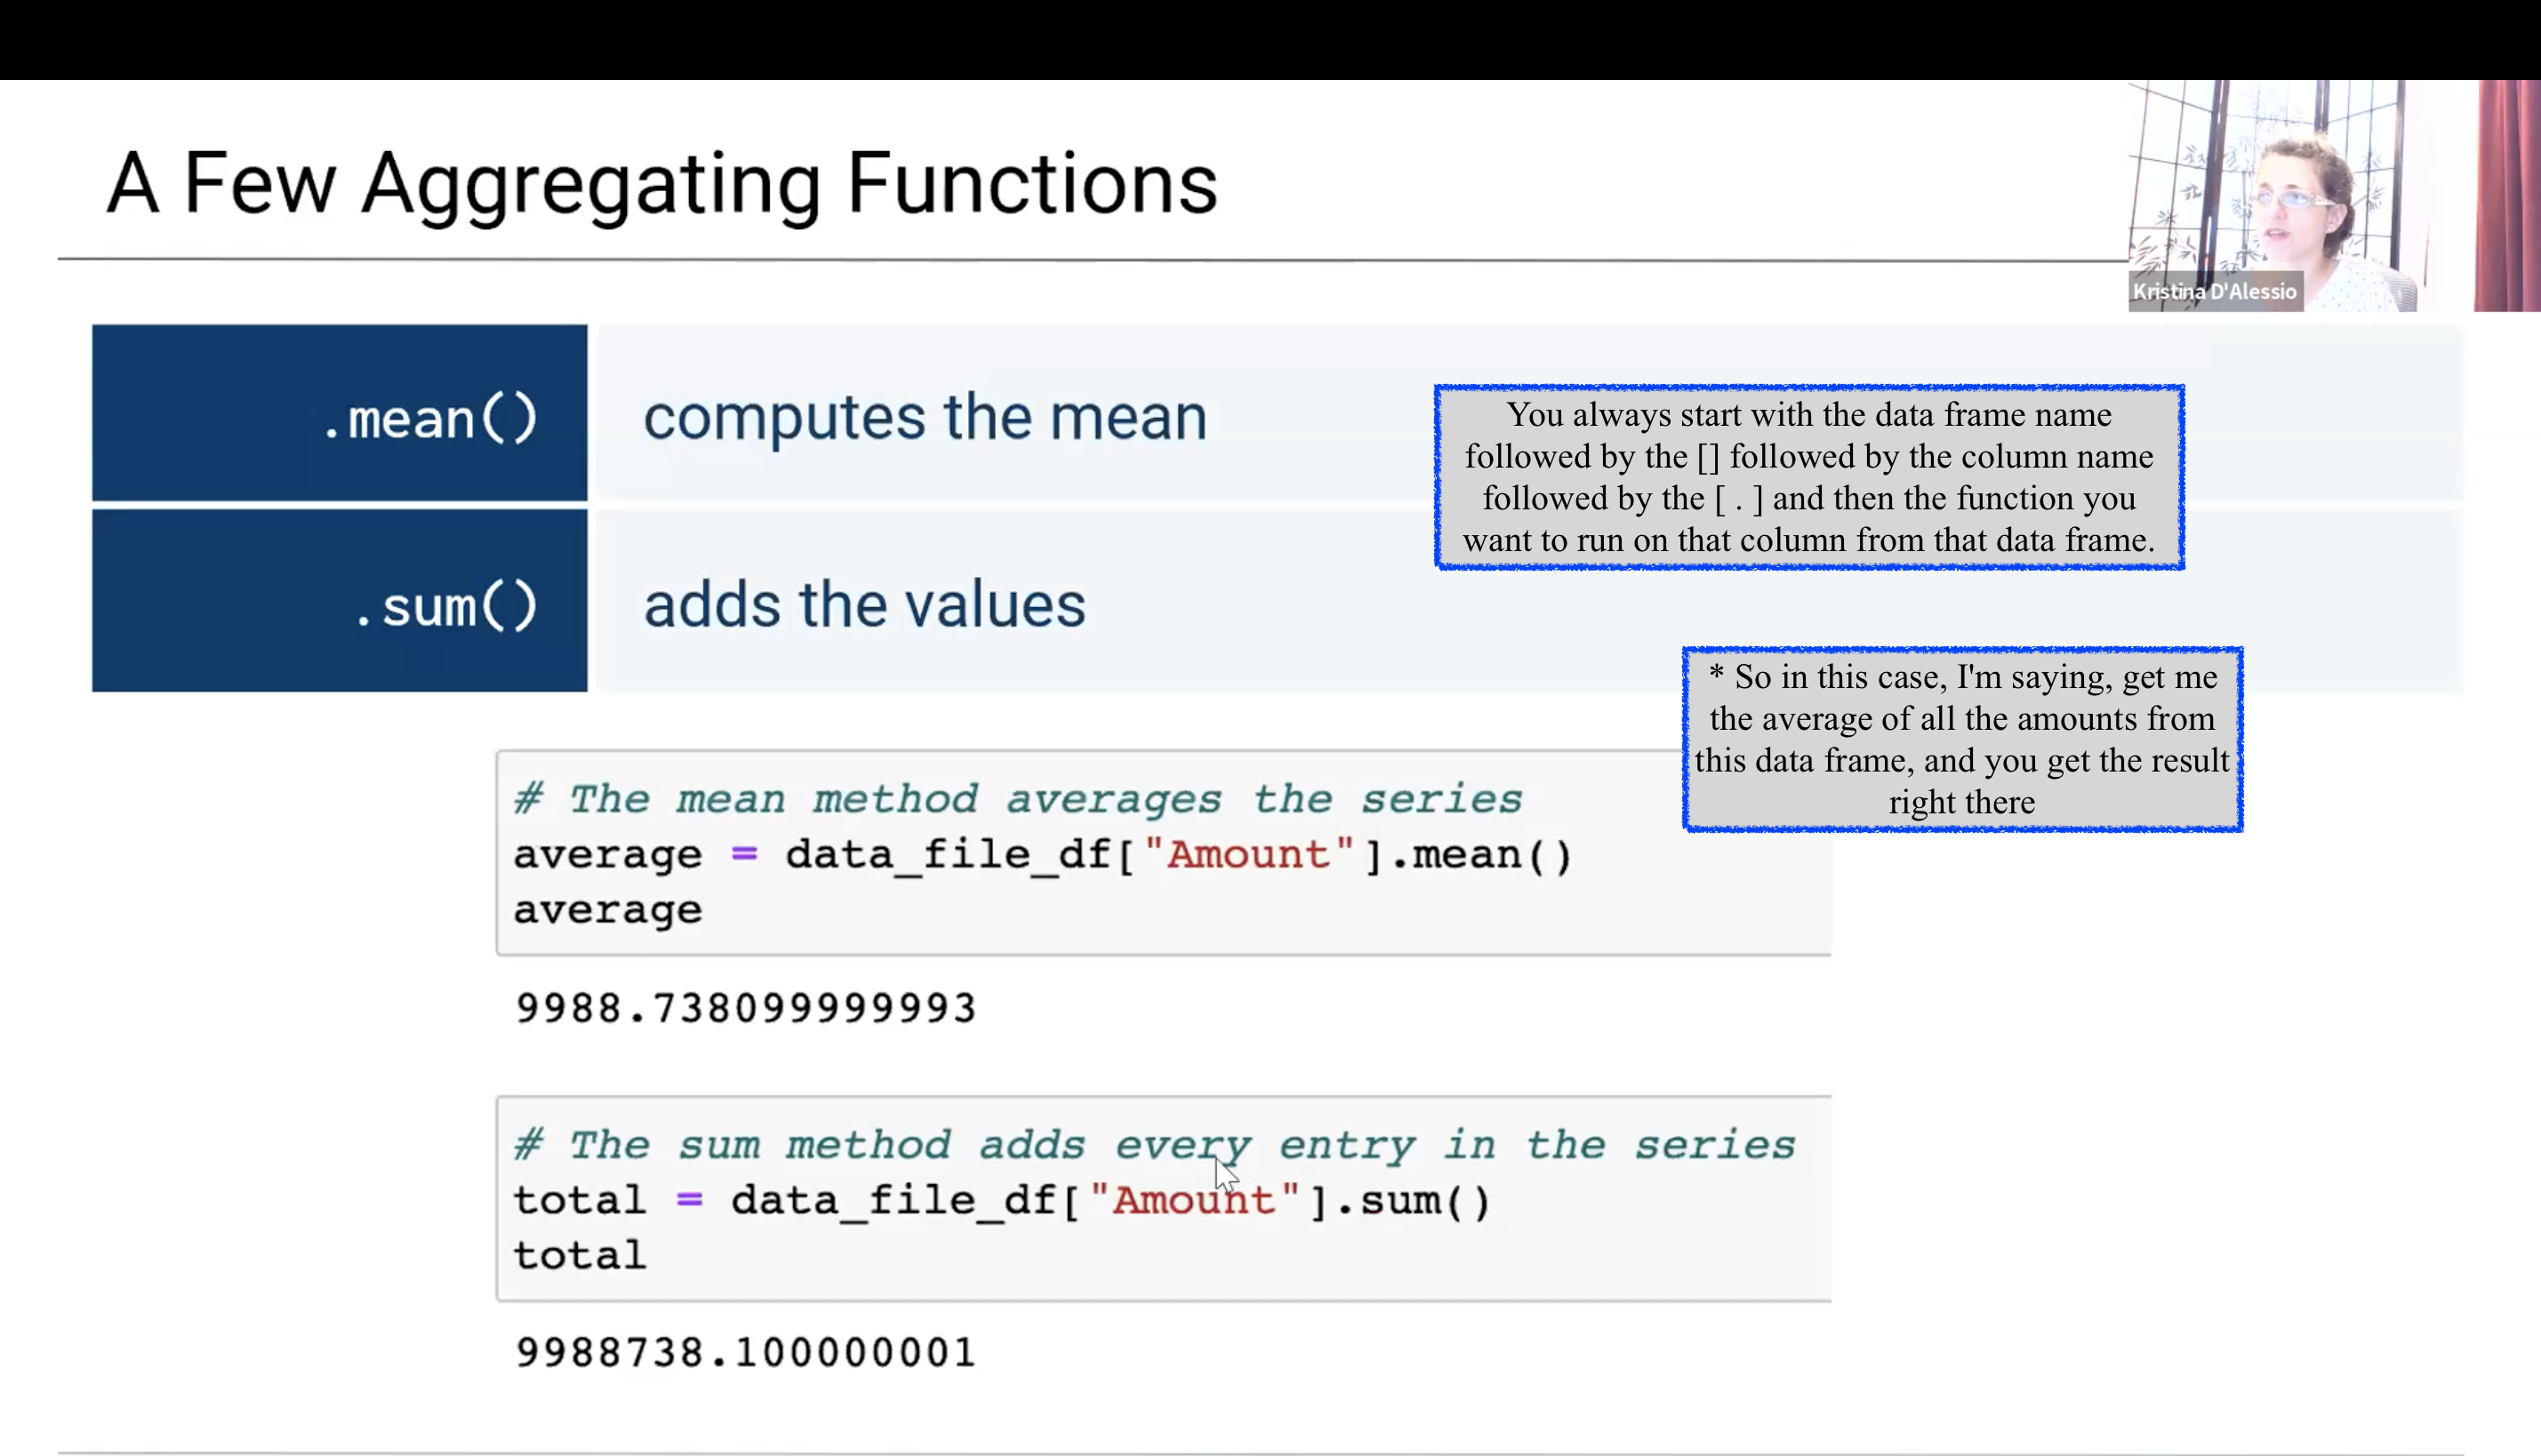 A Few Aggregating Functions
Kristina D'Alessio
.mean()
computes the mean
You always start with the data frame name
followed by the [] followed by the column name
followed by the [ . ] and then the function you
want to run on that column from that data frame.
.sum()
adds the values
* So in this case, I'm saying, get me
the average of all the amounts from
this data frame, and you get the result
right there
# The mean method averages the series
average = data_file_df["Amount"].mean()
average
9988.738099999993
# The sum method adds every entry in the series
total = data_file_df["Amount"].sum()
total
9988738.100000001